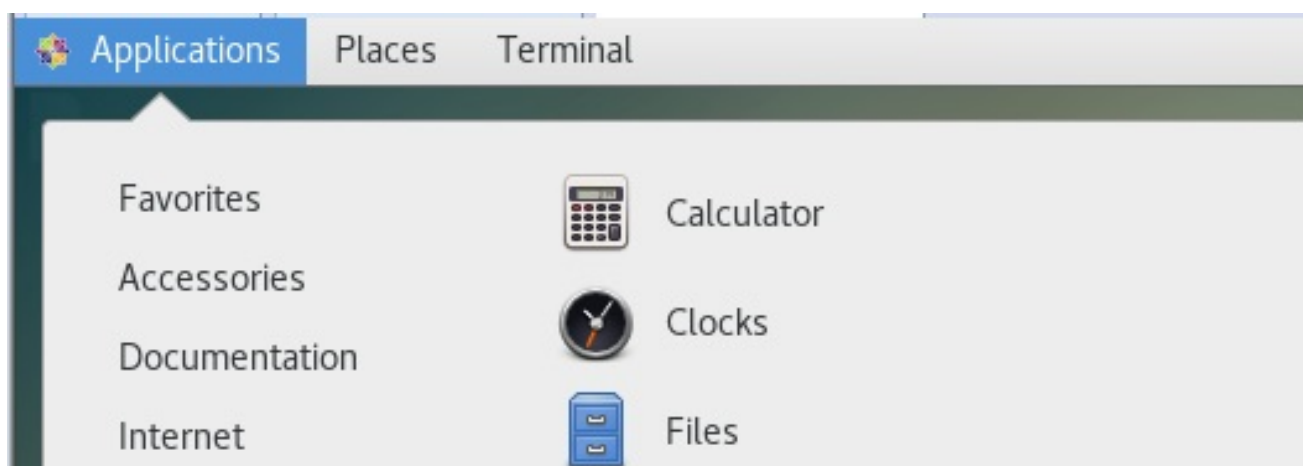 Applications Places Terminal
Favorites
Accessories
Documentation
Internet
Calculator
Clocks
Files